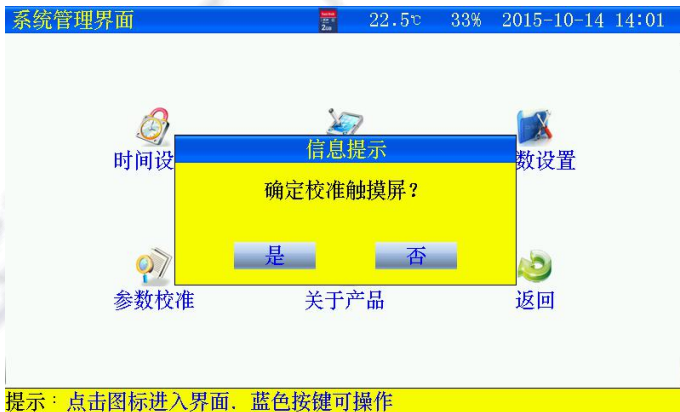 系统管理界面 22.5℃ 33% 2015-10-14 14:01
信息提示
时间设 数设置
确定校准触摸屏?
是 否
参数校准 关于产品 返回
提示:点击图标进入界面. 蓝色按键可操作